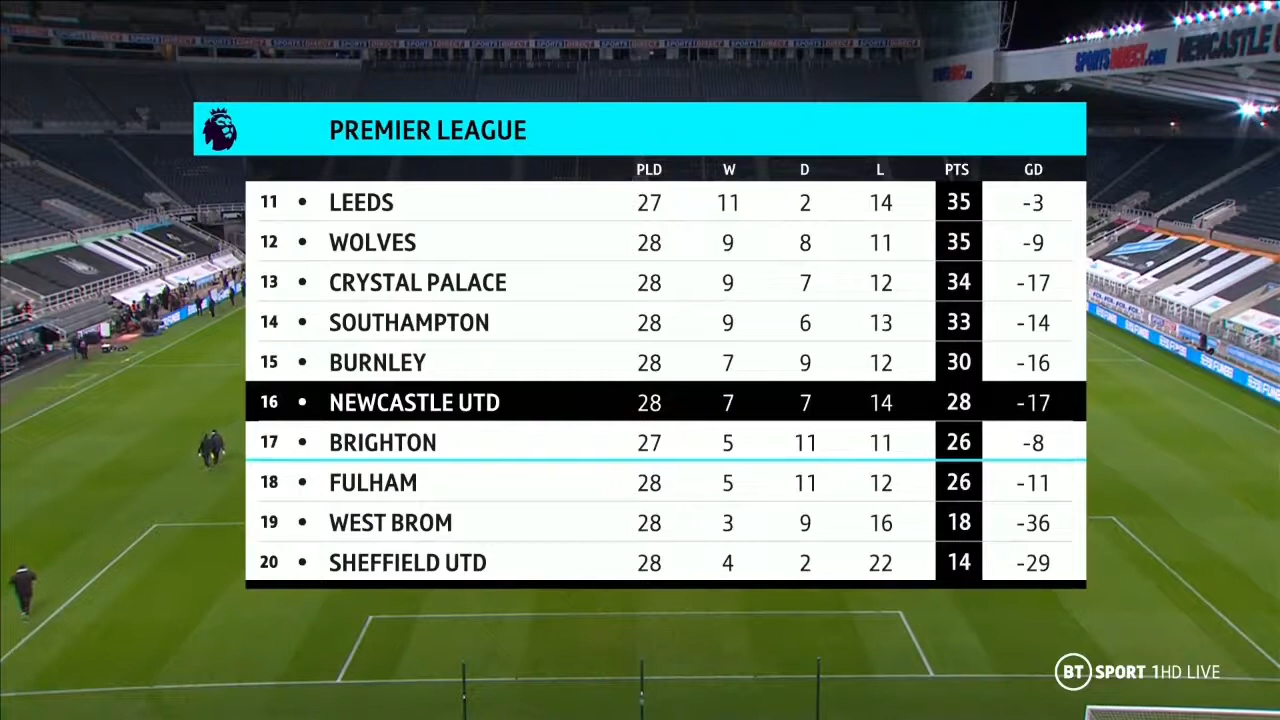 SPORTS DIRECT
SPORTSDIRECT.COM
NEWCASTLE
PREMIER LEAGUE
PLD W D L PTS GD
11 • LEEDS 27 11 2 14 35 -3
12 • WOLVES 28 9 8 11 35 -9
13 • CRYSTAL PALACE 28 9 7 12 34 -17
14 • SOUTHAMPTON 28 9 6 13 33 -14
15 • BURNLEY 28 7 9 12 30 -16
16 • NEWCASTLE UTD 28 7 7 14 28 -17
17 • BRIGHTON 27 5 11 11 26 -8
18 • FULHAM 28 5 11 12 26 -11
19 • WEST BROM 28 3 9 16 18 -36
20 • SHEFFIELD UTD 28 4 2 22 14 -29
BT SPORT 1HD LIVE